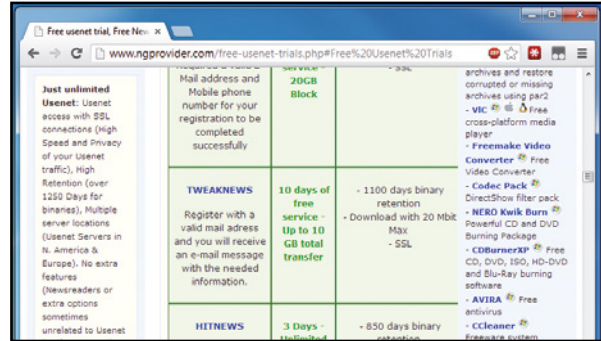 Free usenet trial, Free New
www.ngprovider.com/free-usenet-trials.php#Free%20Usenet%20Trials
Just unlimited
Usenet: Usenet
access with SSL
connections (High
Speed and Privacy
of your Usenet
traffic), High
Retention (over
1250 Days for
binaries), Multiple
server locations
(Usenet Servers in
N. America &
Europe). No extra
features
(Newsreaders or
extra options
sometimes
unrelated to Usenet
Mail address and
Mobile phone
number for your
registration to be
completed
successfully
service -
20GB
Block
- SSL
TWEAKNEWS
Register with a
valid mail adress
and you will receive
an e-mail message
with the needed
information.
10 days of
free
service -
Up to 10
GB total
transfer
- 1100 days binary
retention
- Download with 20 Mbit
Max
- SSL
HITNEWS
3 Days -
Unlimited
- 850 days binary
retention
archives and restore
corrupted or missing
archives using par2
- VLC Free
cross-platform media
player
- Freemake Video
Converter Free
Video Converter
- Codec Pack
DirectShow filter pack
- NERO Kwik Burn
Powerful CD and DVD
Burning Package
- CDBurnerXP Free
CD, DVD, ISO, HD-DVD
and Blu-Ray burning
software
- AVIRA Free
antivirus
- CCleaner
Freeware system